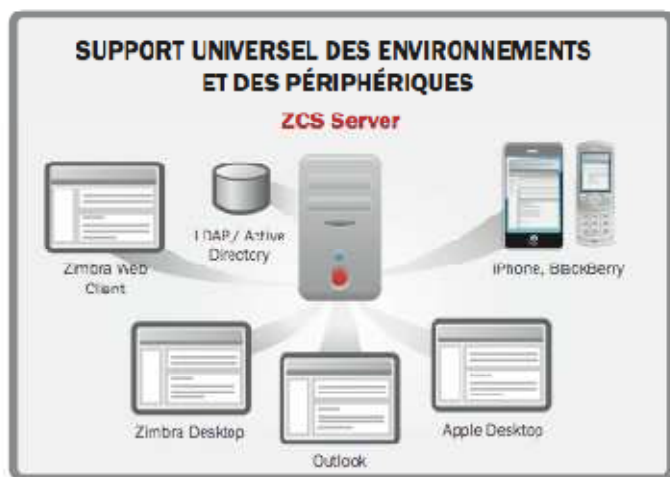 SUPPORT UNIVERSEL DES ENVIRONNEMENTS
ET DES PÉRIPHÉRIQUES
ZCS Server
LDAP / Active
Directory
Zimbra Web
Client
iPhone, BlackBerry
Zimbra Desktop
Outlook
Apple Desktop